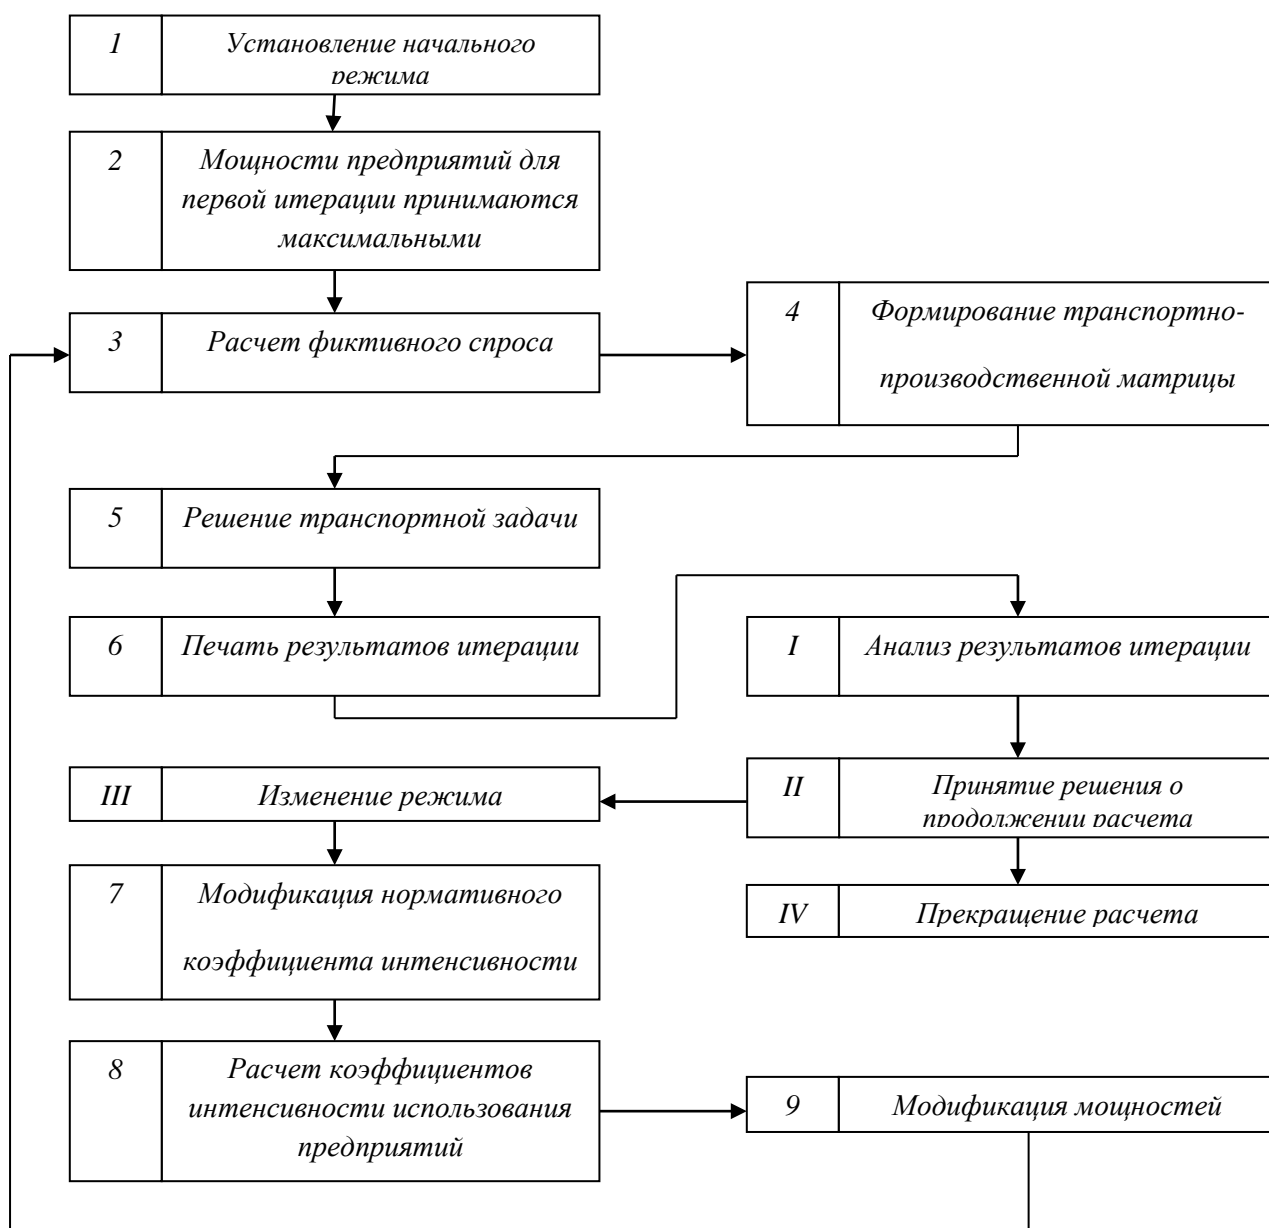 1
Установление начального
режима
2
Мощности предприятий для
первой итерации принимаются
максимальными
3
Расчет фиктивного спроса
4
Формирование транспортно-
производственной матрицы
5
Решение транспортной задачи
6
Печать результатов итерации
I
Анализ результатов итерации
III
Изменение режима
II
Принятие решения о
продолжении расчета
7
Модификация нормативного
коэффициента интенсивности
IV
Прекращение расчета
8
Расчет коэффициентов
интенсивности использования
предприятий
9
Модификация мощностей